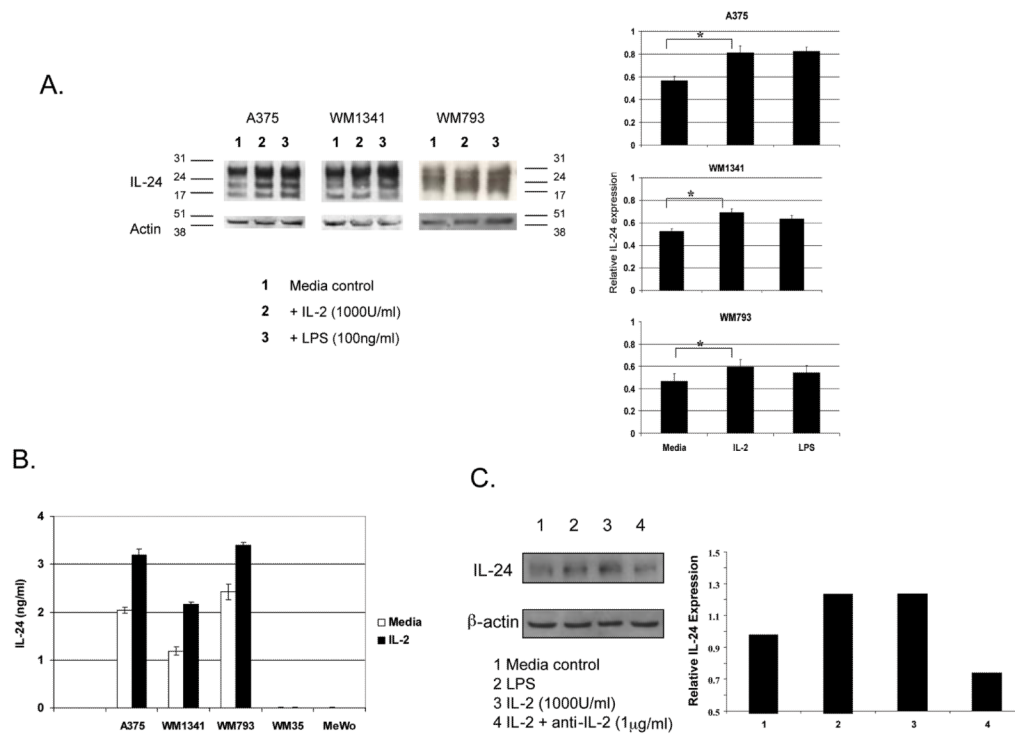 A.
A375 WM1341 WM793
1 2 3 1 2 3 1 2 3
31 31
24 24
IL-24
17 17
51 51
Actin
38 38
1 Media control
2 + IL-2 (1000U/ml)
3 + LPS (100ng/ml)
A375
1
0.8
0.6
0.4
0.2
0
*
WM1341
1
0.8
0.6
0.4
0.2
0
*
Relative IL-24 expression
WM793
1
0.8
0.6
0.4
0.2
0
*
Media IL-2 LPS
B.
4
3
2
1
0
IL-24 (ng/ml)
Media
IL-2
A375 WM1341 WM793 WM35 MeWo
C.
1 2 3 4
IL-24
β-actin
1 Media control
2 LPS
3 IL-2 (1000U/ml)
4 IL-2 + anti-IL-2 (1μg/ml)
Relative IL-24 Expression
1.5
1.3
1.1
0.9
0.7
0.5
1 2 3 4